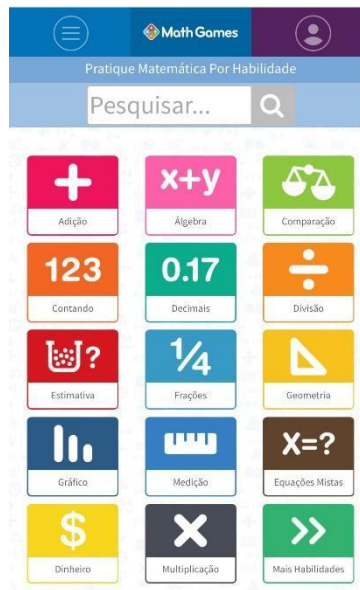 Math Games
Pratique Matemática Por Habilidade
Pesquisar...
x+y
Adição
Álgebra
Comparação
123
0.17
Contando
Decimais
Divisão
?
1/4
Estimativa
Frações
Geometria
X=?
Gráfico
Medição
Equações Mistas
$
Dinheiro
Multiplicação
Mais Habilidades